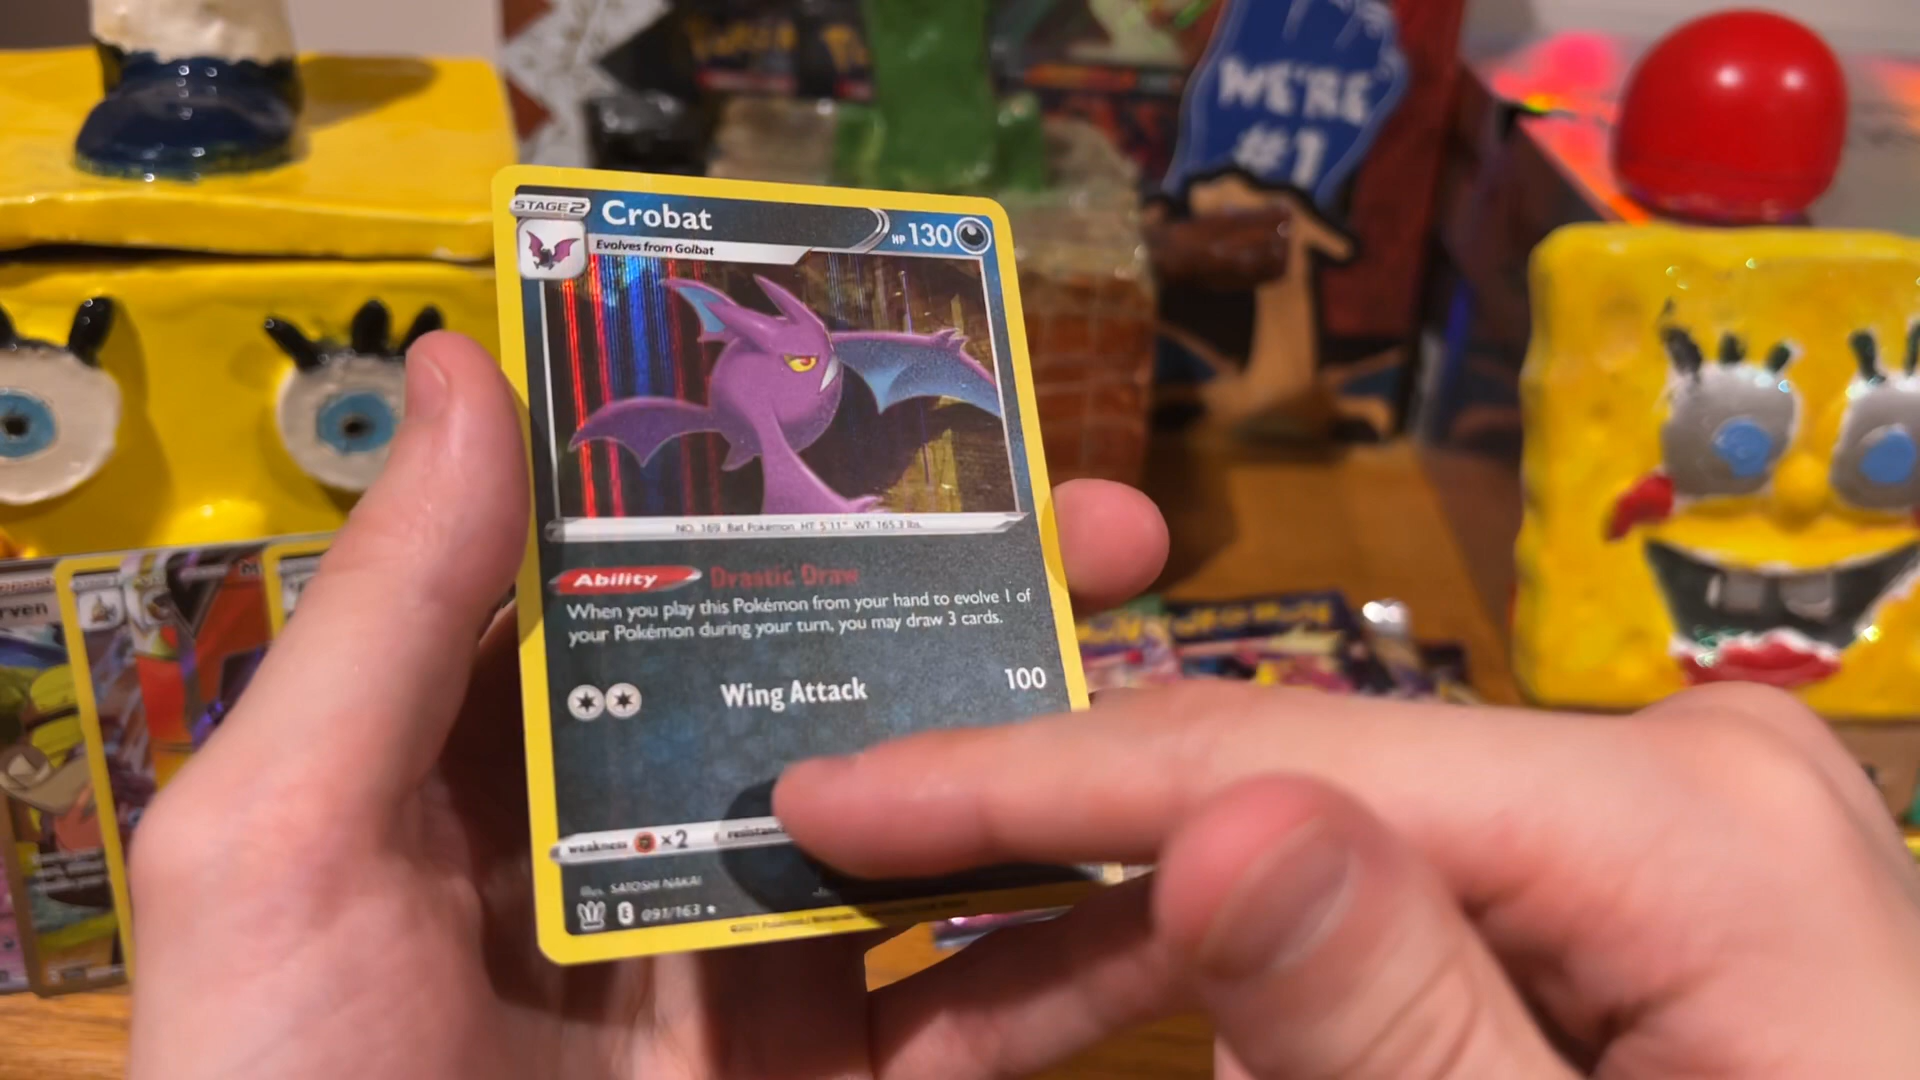 WE'RE
#1
STAGE 2
Crobat
HP 130
Evolves from Golbat
NO. 169 Bat Pokémon HT: 5'11" WT: 165.3 lbs.
Ability Drastic Draw
When you play this Pokémon from your hand to evolve 1 of
your Pokémon during your turn, you may draw 3 cards.
Wing Attack 100
weakness ×2 resistance
Illus. SATOSHI NAKAI
E 091/163